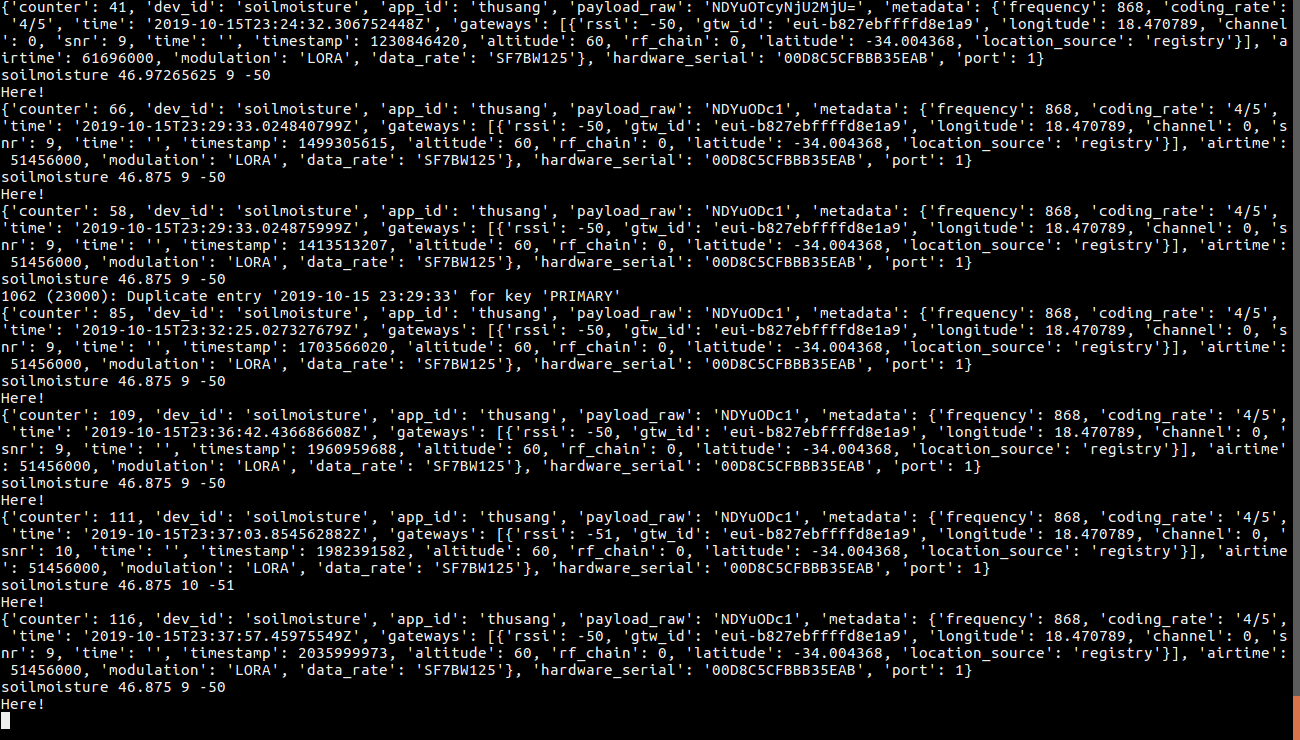 {'counter': 41, 'dev_id': 'soilmoisture', 'app_id': 'thusang', 'payload_raw': 'NDYuOTcyNjU2MjU=', 'metadata': {'frequency': 868, 'coding_rate':
'4/5', 'time': '2019-10-15T23:24:32.306752448Z', 'gateways': [{'rssi': -50, 'gtw_id': 'eui-b827ebffffd8e1a9', 'longitude': 18.470789, 'channel'
: 0, 'snr': 9, 'time': '', 'timestamp': 1230846420, 'altitude': 60, 'rf_chain': 0, 'latitude': -34.004368, 'location_source': 'registry'}], 'a
irtime': 61696000, 'modulation': 'LORA', 'data_rate': 'SF7BW125'}, 'hardware_serial': '00D8C5CFBBB35EAB', 'port': 1}
soilmoisture 46.97265625 9 -50
Here!
{'counter': 66, 'dev_id': 'soilmoisture', 'app_id': 'thusang', 'payload_raw': 'NDYuODc1', 'metadata': {'frequency': 868, 'coding_rate': '4/5',
'time': '2019-10-15T23:29:33.024840799Z', 'gateways': [{'rssi': -50, 'gtw_id': 'eui-b827ebffffd8e1a9', 'longitude': 18.470789, 'channel': 0, 's
nr': 9, 'time': '', 'timestamp': 1499305615, 'altitude': 60, 'rf_chain': 0, 'latitude': -34.004368, 'location_source': 'registry'}], 'airtime':
51456000, 'modulation': 'LORA', 'data_rate': 'SF7BW125'}, 'hardware_serial': '00D8C5CFBBB35EAB', 'port': 1}
soilmoisture 46.875 9 -50
Here!
{'counter': 58, 'dev_id': 'soilmoisture', 'app_id': 'thusang', 'payload_raw': 'NDYuODc1', 'metadata': {'frequency': 868, 'coding_rate': '4/5',
'time': '2019-10-15T23:29:33.024875999Z', 'gateways': [{'rssi': -50, 'gtw_id': 'eui-b827ebffffd8e1a9', 'longitude': 18.470789, 'channel': 0, 's
nr': 9, 'time': '', 'timestamp': 1413513207, 'altitude': 60, 'rf_chain': 0, 'latitude': -34.004368, 'location_source': 'registry'}], 'airtime':
51456000, 'modulation': 'LORA', 'data_rate': 'SF7BW125'}, 'hardware_serial': '00D8C5CFBBB35EAB', 'port': 1}
soilmoisture 46.875 9 -50
1062 (23000): Duplicate entry '2019-10-15 23:29:33' for key 'PRIMARY'
{'counter': 85, 'dev_id': 'soilmoisture', 'app_id': 'thusang', 'payload_raw': 'NDYuODc1', 'metadata': {'frequency': 868, 'coding_rate': '4/5',
'time': '2019-10-15T23:32:25.027327679Z', 'gateways': [{'rssi': -50, 'gtw_id': 'eui-b827ebffffd8e1a9', 'longitude': 18.470789, 'channel': 0, 's
nr': 9, 'time': '', 'timestamp': 1703566020, 'altitude': 60, 'rf_chain': 0, 'latitude': -34.004368, 'location_source': 'registry'}], 'airtime':
51456000, 'modulation': 'LORA', 'data_rate': 'SF7BW125'}, 'hardware_serial': '00D8C5CFBBB35EAB', 'port': 1}
soilmoisture 46.875 9 -50
Here!
{'counter': 109, 'dev_id': 'soilmoisture', 'app_id': 'thusang', 'payload_raw': 'NDYuODc1', 'metadata': {'frequency': 868, 'coding_rate': '4/5',
'time': '2019-10-15T23:36:42.436686608Z', 'gateways': [{'rssi': -50, 'gtw_id': 'eui-b827ebffffd8e1a9', 'longitude': 18.470789, 'channel': 0, '
snr': 9, 'time': '', 'timestamp': 1960959688, 'altitude': 60, 'rf_chain': 0, 'latitude': -34.004368, 'location_source': 'registry'}], 'airtime'
: 51456000, 'modulation': 'LORA', 'data_rate': 'SF7BW125'}, 'hardware_serial': '00D8C5CFBBB35EAB', 'port': 1}
soilmoisture 46.875 9 -50
Here!
{'counter': 111, 'dev_id': 'soilmoisture', 'app_id': 'thusang', 'payload_raw': 'NDYuODc1', 'metadata': {'frequency': 868, 'coding_rate': '4/5',
'time': '2019-10-15T23:37:03.854562882Z', 'gateways': [{'rssi': -51, 'gtw_id': 'eui-b827ebffffd8e1a9', 'longitude': 18.470789, 'channel': 0, '
snr': 10, 'time': '', 'timestamp': 1982391582, 'altitude': 60, 'rf_chain': 0, 'latitude': -34.004368, 'location_source': 'registry'}], 'airtime
': 51456000, 'modulation': 'LORA', 'data_rate': 'SF7BW125'}, 'hardware_serial': '00D8C5CFBBB35EAB', 'port': 1}
soilmoisture 46.875 10 -51
Here!
{'counter': 116, 'dev_id': 'soilmoisture', 'app_id': 'thusang', 'payload_raw': 'NDYuODc1', 'metadata': {'frequency': 868, 'coding_rate': '4/5',
'time': '2019-10-15T23:37:57.45975549Z', 'gateways': [{'rssi': -50, 'gtw_id': 'eui-b827ebffffd8e1a9', 'longitude': 18.470789, 'channel': 0, 's
nr': 9, 'time': '', 'timestamp': 2035999973, 'altitude': 60, 'rf_chain': 0, 'latitude': -34.004368, 'location_source': 'registry'}], 'airtime':
51456000, 'modulation': 'LORA', 'data_rate': 'SF7BW125'}, 'hardware_serial': '00D8C5CFBBB35EAB', 'port': 1}
soilmoisture 46.875 9 -50
Here!